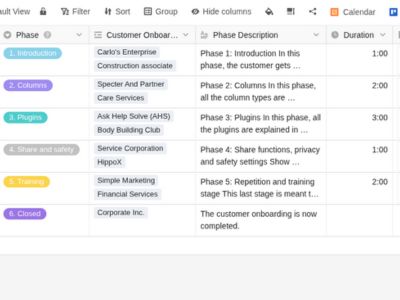 ault View Filter Sort Group Hide columns Calendar
Phase Customer Onboar... Phase Description Duration
1. Introduction Carlo's Enterprise Phase 1: Introduction In this 1:00
Construction associate phase, the customer gets …
2. Columns Specter And Partner Phase 2: Columns In this phase, 2:00
Care Services all the column types are …
3. Plugins Ask Help Solve (AHS) Phase 3: Plugins In this phase, all 3:00
Body Building Club the plugins are explained in …
4. Share and safety Service Corporation Phase 4: Share functions, privacy 1:00
HippoX and safety settings Show …
5. Training Simple Marketing Phase 5: Repetition and training 2:00
Financial Services stage This last stage is meant t…
6. Closed Corporate Inc. The customer onboarding is now
completed.